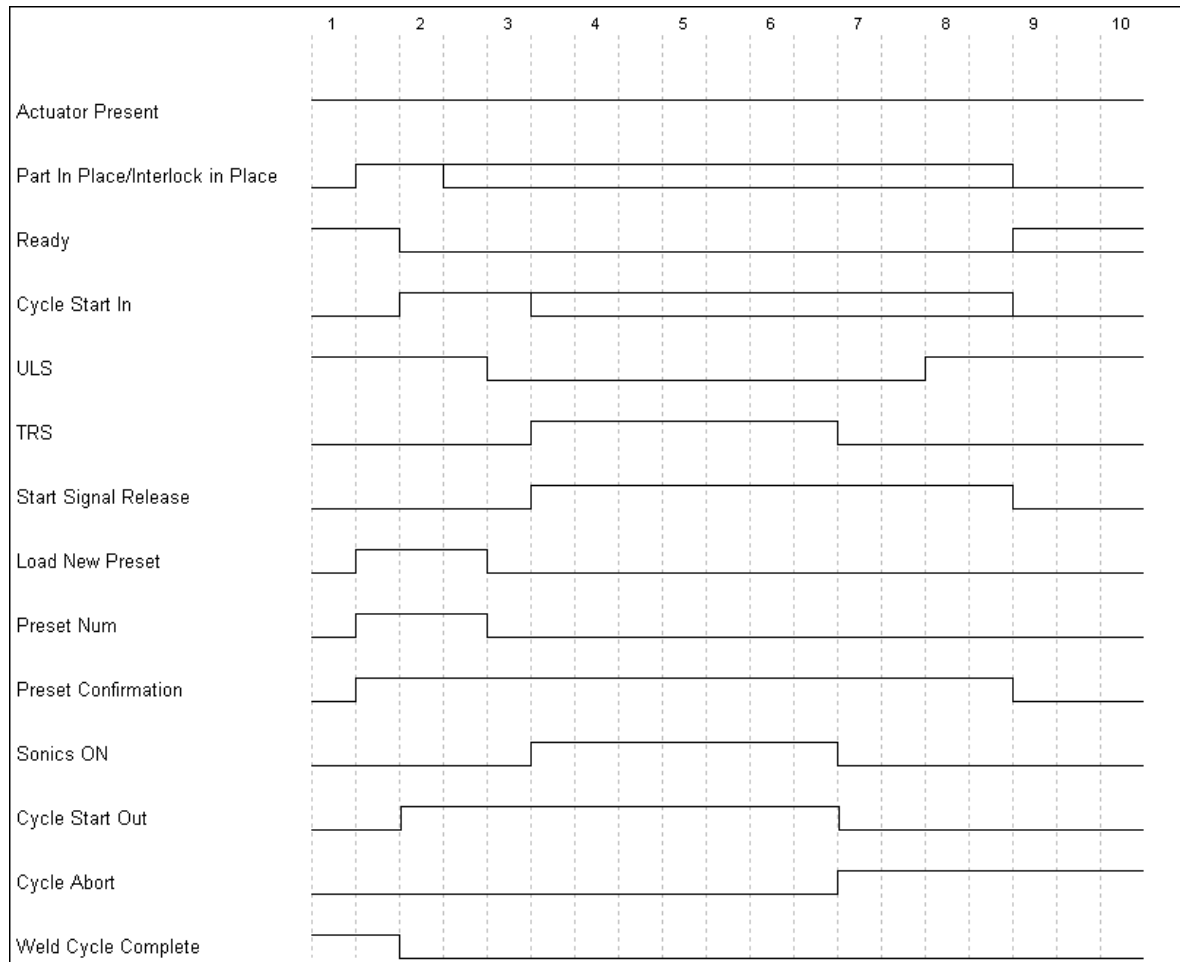 1 2 3 4 5 6 7 8 9 10
Actuator Present
Part In Place/Interlock in Place
Ready
Cycle Start In
ULS
TRS
Start Signal Release
Load New Preset
Preset Num
Preset Confirmation
Sonics ON
Cycle Start Out
Cycle Abort
Weld Cycle Complete